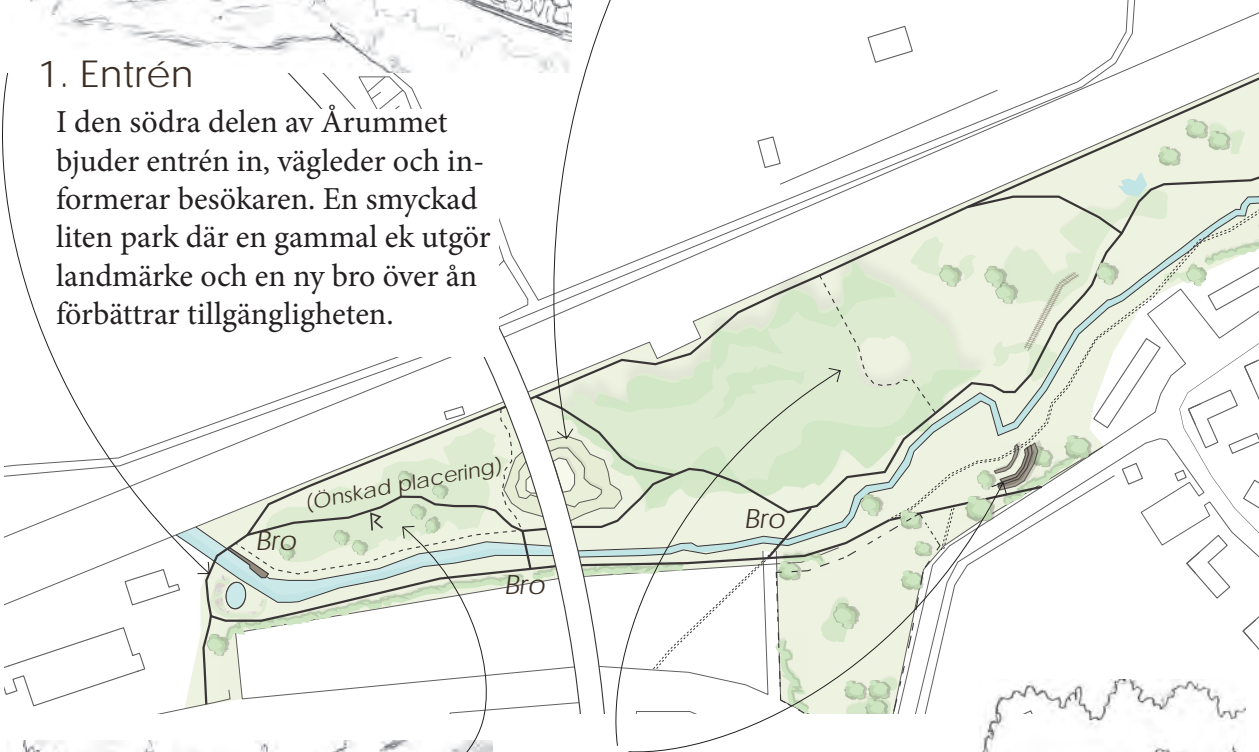 1. Entrén
I den södra delen av Årummet
bjuder entrén in, vägleder och in-
formerar besökaren. En smyckad
liten park där en gammal ek utgör
landmärke och en ny bro över ån
förbättrar tillgängligheten.
(Önskad placering)
R
Bro
Bro
Bro